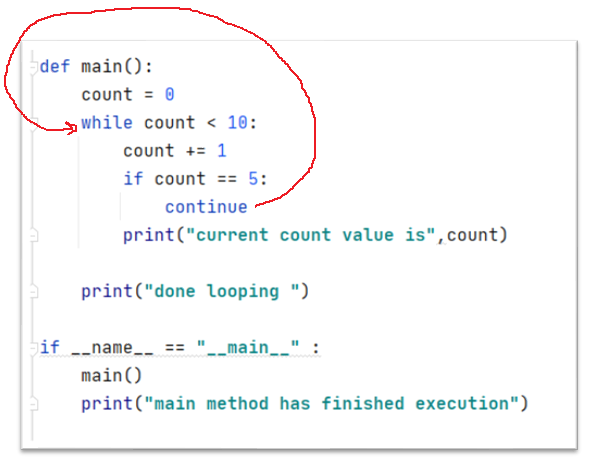 def main():
    count = 0
    while count < 10:
        count += 1
        if count == 5:
            continue
        print("current count value is",count)
    print("done looping ")
if __name__ == "__main__" :
    main()
    print("main method has finished execution")